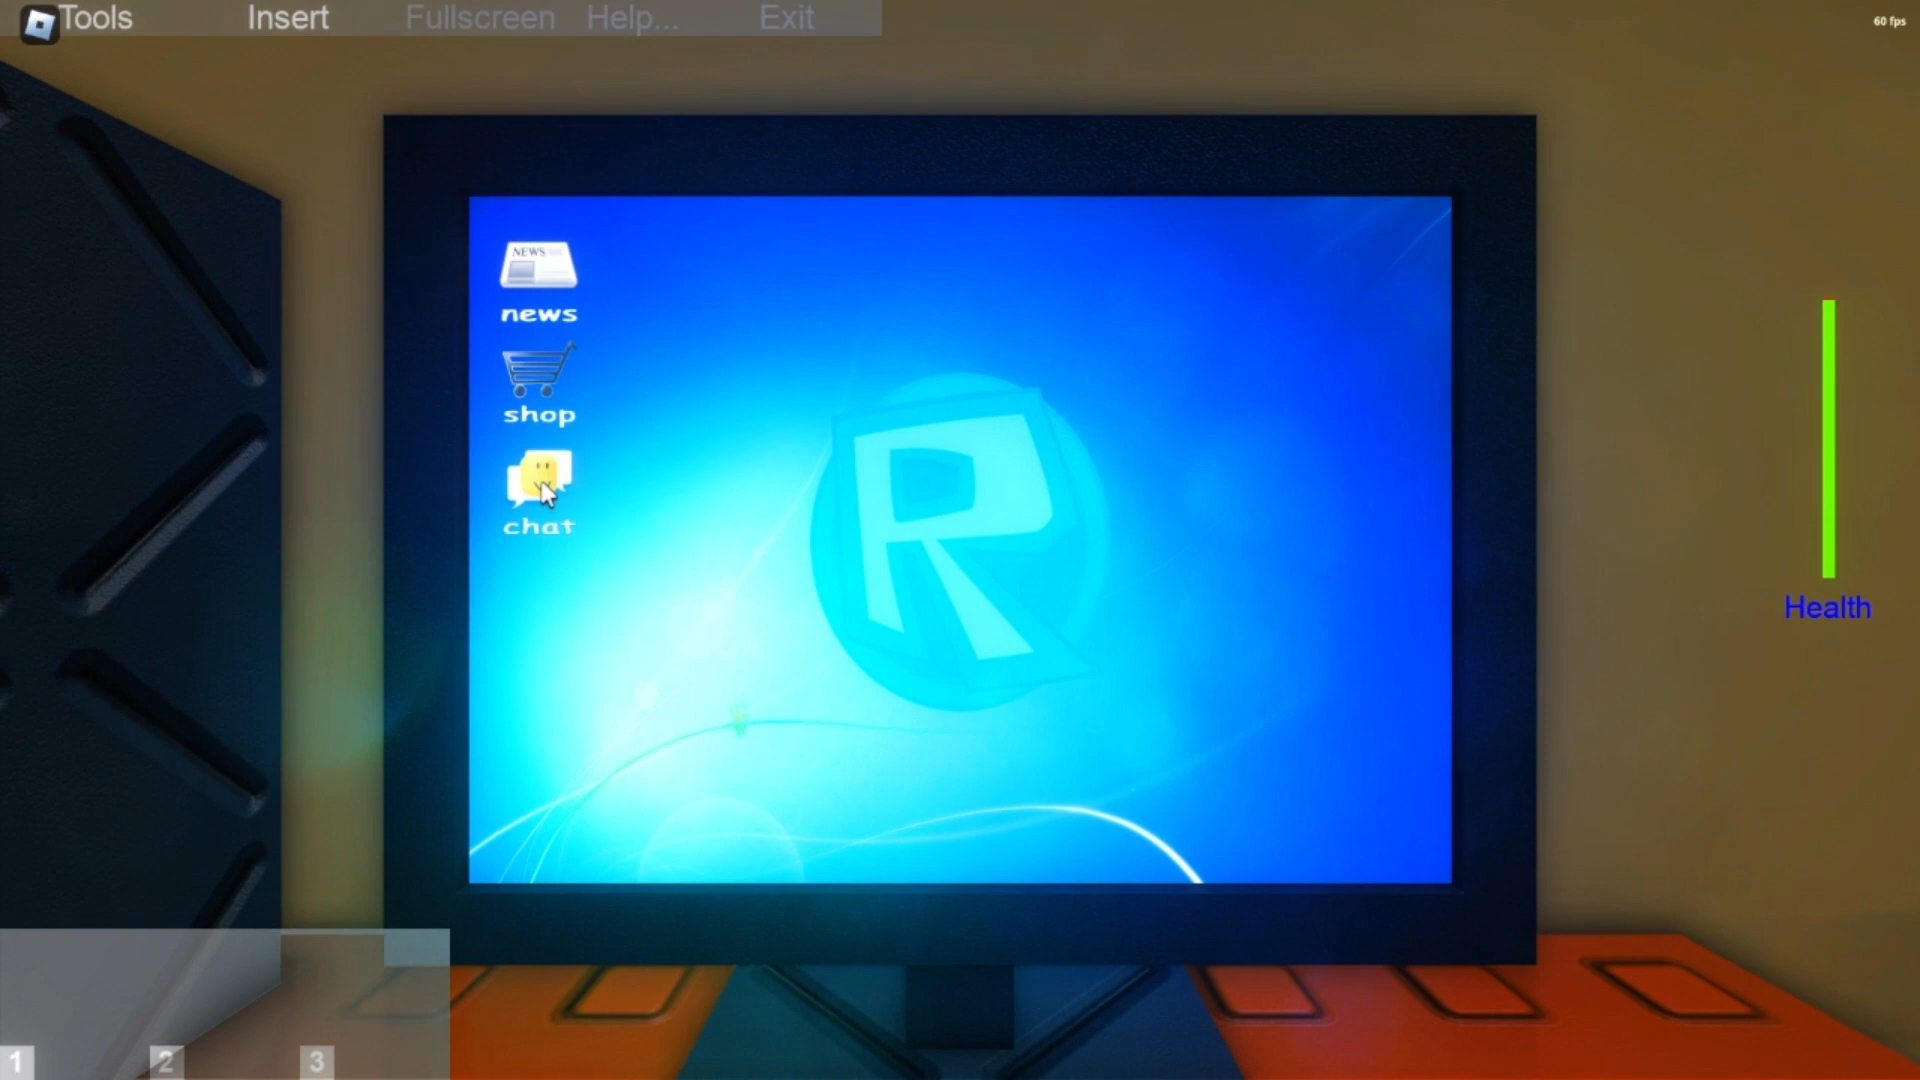 Tools Insert Fullscreen Help... Exit
60 fps
NEWS
news
shop
chat
R
Health
1 2 3